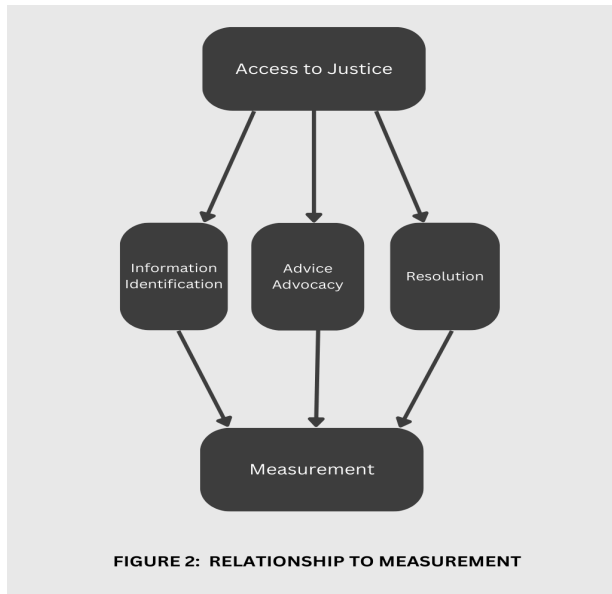 Access to Justice
Information
Identification
Advice
Advocacy
Resolution
Measurement
FIGURE 2: RELATIONSHIP TO MEASUREMENT